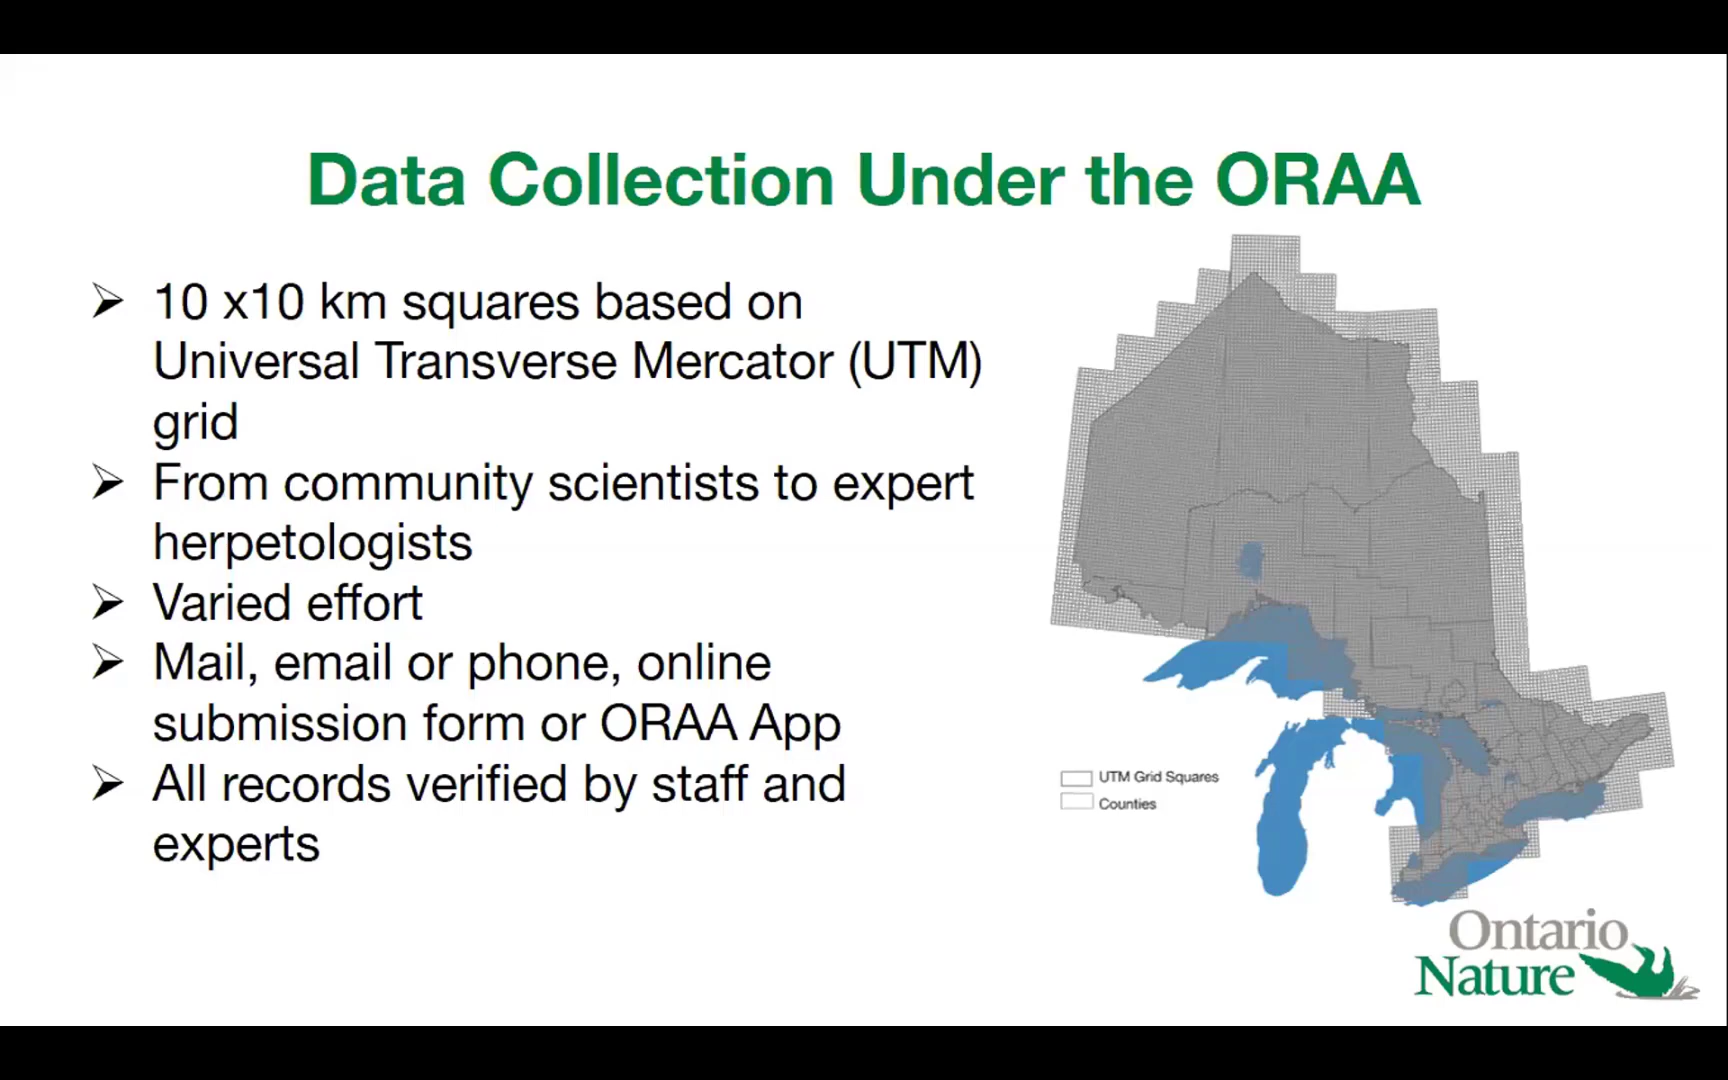 Data Collection Under the ORAA
➢ 10 x10 km squares based on
Universal Transverse Mercator (UTM)
grid
➢ From community scientists to expert
herpetologists
➢ Varied effort
➢ Mail, email or phone, online
submission form or ORAA App
➢ All records verified by staff and
experts
UTM Grid Squares
Counties
Ontario
Nature